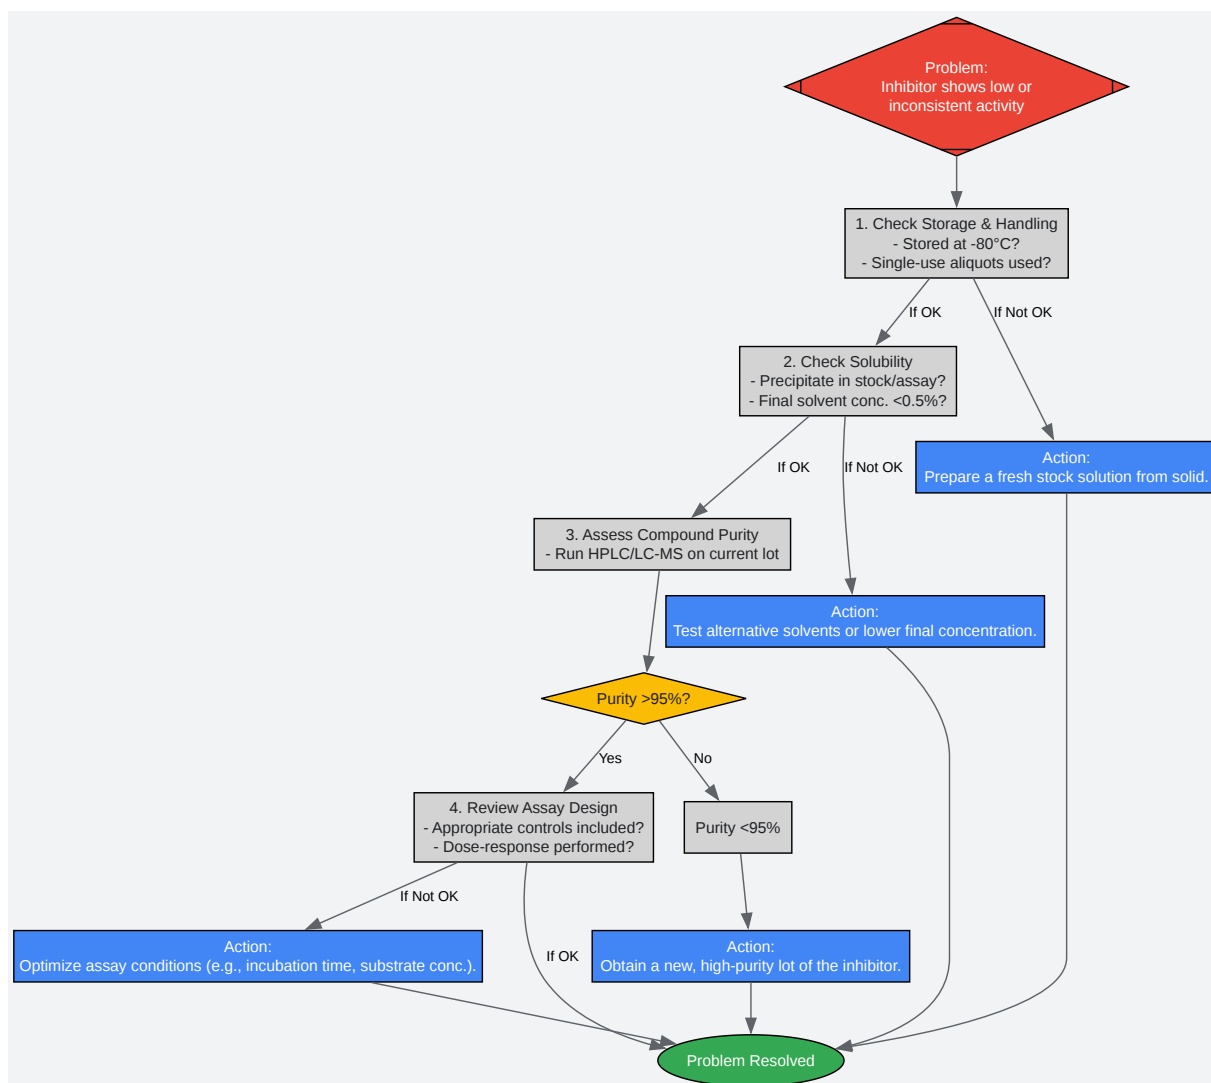 Problem:
Inhibitor shows low or
inconsistent activity
1. Check Storage & Handling
- Stored at -80°C?
- Single-use aliquots used?
If OK
If Not OK
2. Check Solubility
- Precipitate in stock/assay?
- Final solvent conc. <0.5%?
Action:
Prepare a fresh stock solution from solid.
If OK
If Not OK
3. Assess Compound Purity
- Run HPLC/LC-MS on current lot
Action:
Test alternative solvents or lower final concentration.
Purity >95%?
Yes
No
4. Review Assay Design
- Appropriate controls included?
- Dose-response performed?
Purity <95%
If Not OK
If OK
Action:
Optimize assay conditions (e.g., incubation time, substrate conc.).
Action:
Obtain a new, high-purity lot of the inhibitor.
Problem Resolved